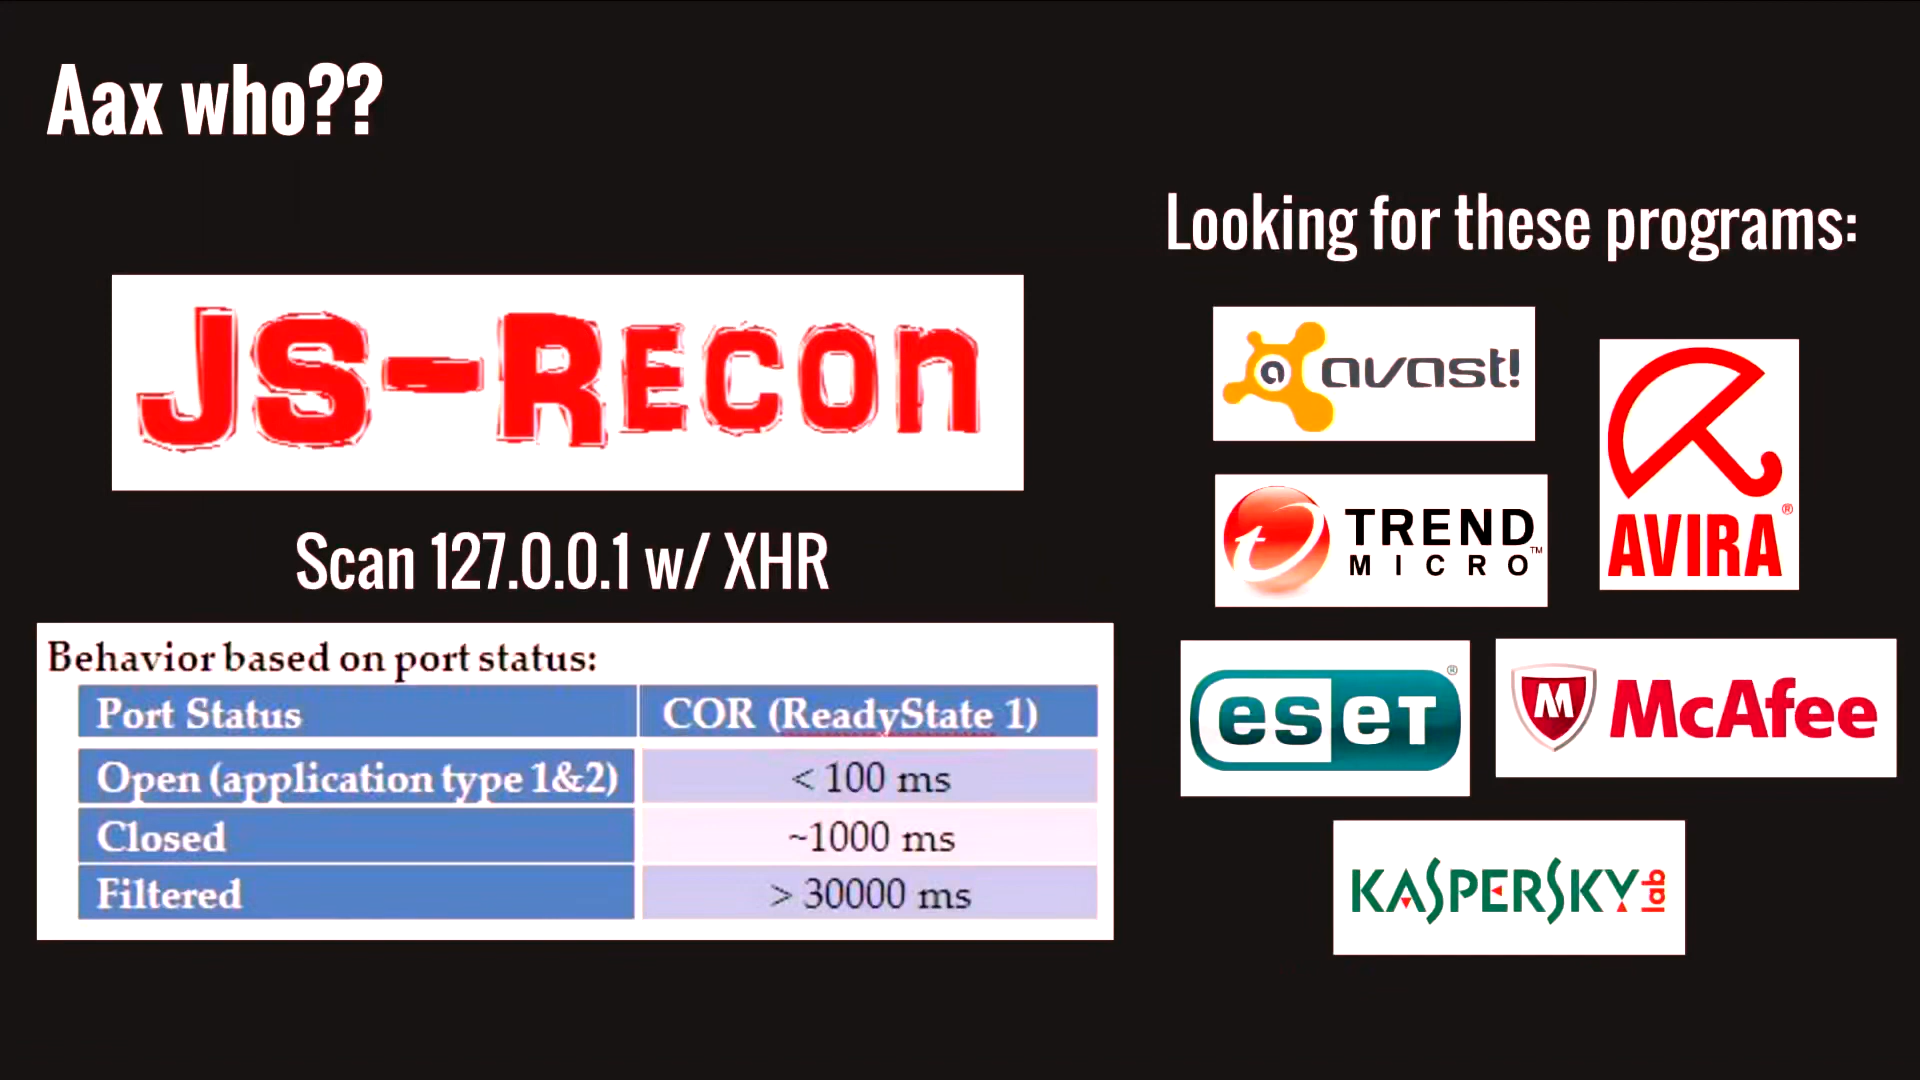 Aax who??
JS-Recon
Scan 127.0.0.1 w/ XHR
Behavior based on port status:
Port Status COR (ReadyState 1)
Open (application type 1&2) < 100 ms
Closed ~1000 ms
Filtered > 30000 ms
Looking for these programs:
a avast!
AVIRA®
t TREND
MICRO™
eseT®
M McAfee
KASPERSKY lab